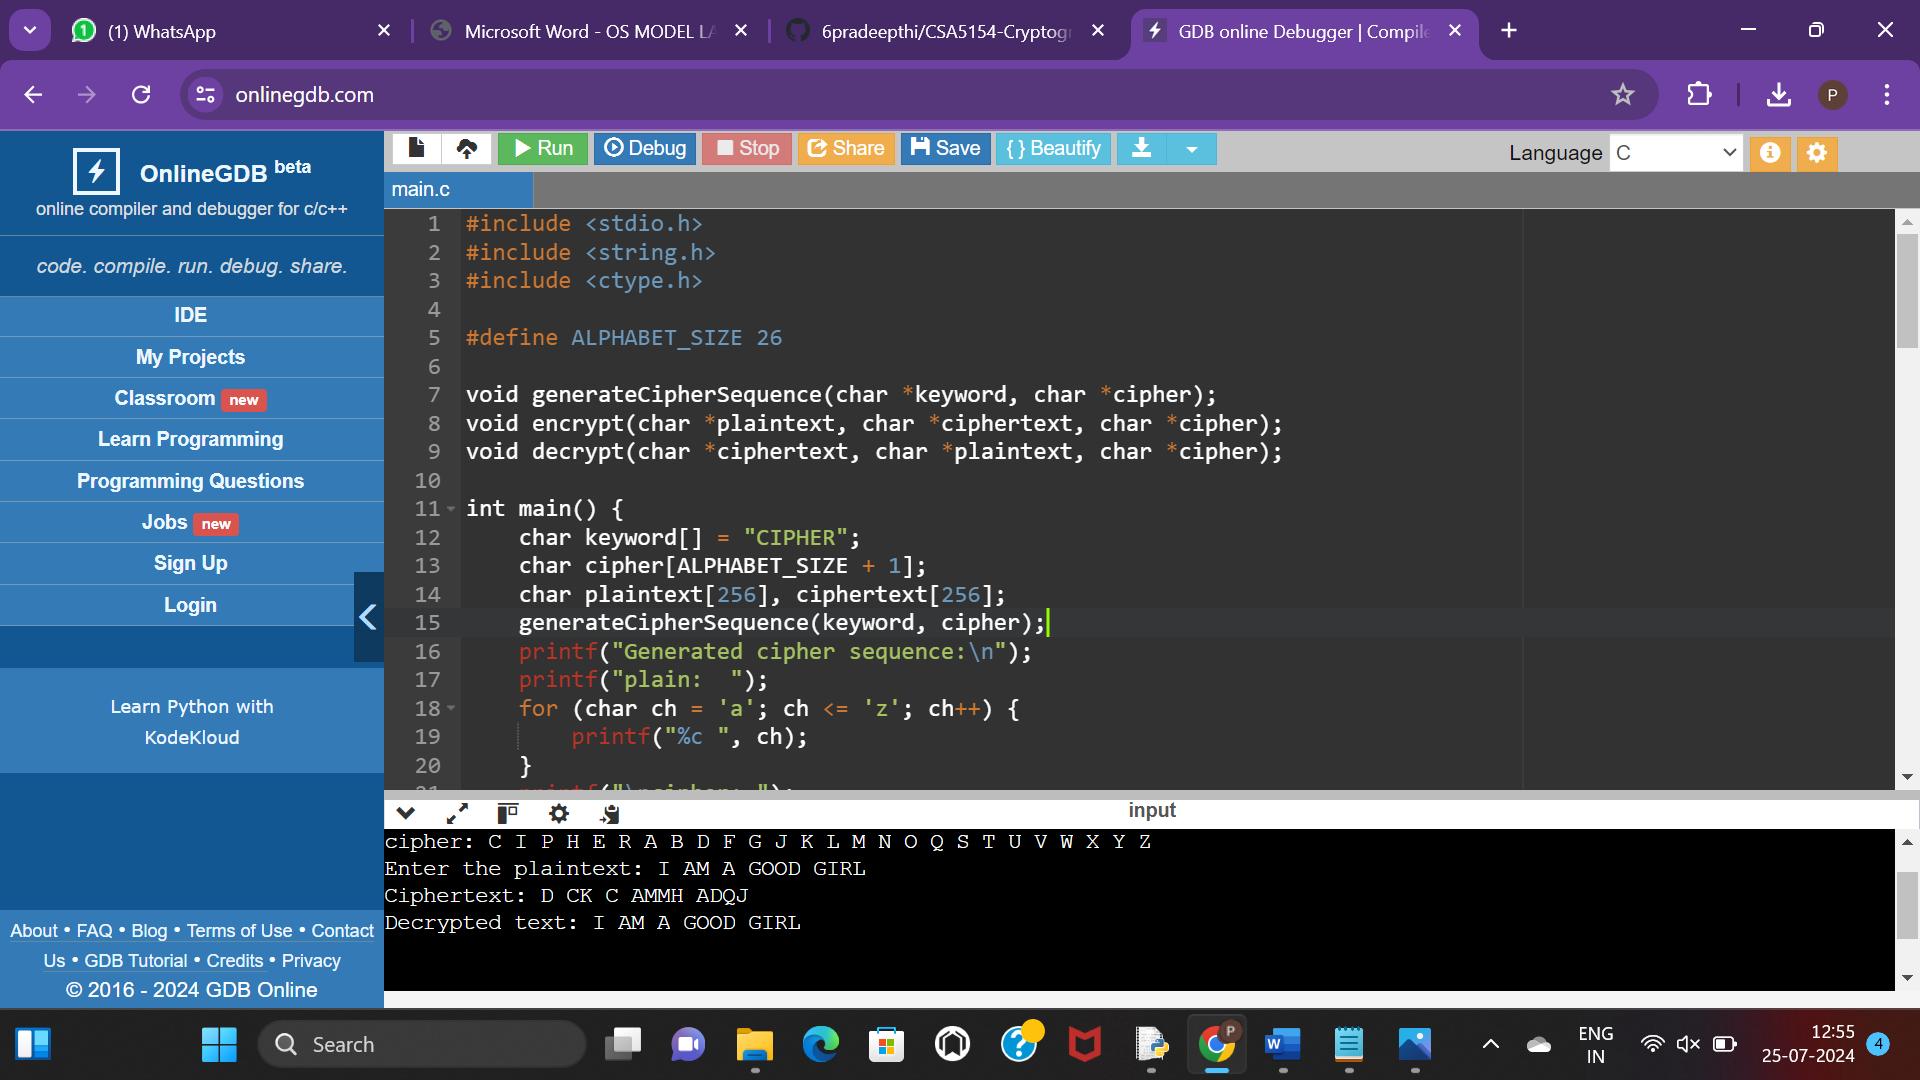 (1) WhatsApp
Microsoft Word - OS MODEL LA
6pradeepthi/CSA5154-Cryptogr
GDB online Debugger | Compile
onlinegdb.com
P
OnlineGDB beta
online compiler and debugger for c/c++
code. compile. run. debug. share.
IDE
My Projects
Classroom new
Learn Programming
Programming Questions
Jobs new
Sign Up
Login
Learn Python with
KodeKloud
About • FAQ • Blog • Terms of Use • Contact
Us • GDB Tutorial • Credits • Privacy
© 2016 - 2024 GDB Online
Run Debug Stop Share Save { } Beautify
Language C
main.c
1 #include <stdio.h>
2 #include <string.h>
3 #include <ctype.h>
4
5 #define ALPHABET_SIZE 26
6
7 void generateCipherSequence(char *keyword, char *cipher);
8 void encrypt(char *plaintext, char *ciphertext, char *cipher);
9 void decrypt(char *ciphertext, char *plaintext, char *cipher);
10
11 int main() {
12 char keyword[] = "CIPHER";
13 char cipher[ALPHABET_SIZE + 1];
14 char plaintext[256], ciphertext[256];
15 generateCipherSequence(keyword, cipher);
16 printf("Generated cipher sequence:\n");
17 printf("plain:  ");
18 for (char ch = 'a'; ch <= 'z'; ch++) {
19 printf("%c ", ch);
20 }
21 printf("\ncipher: ");
input
cipher: C I P H E R A B D F G J K L M N O Q S T U V W X Y Z
Enter the plaintext: I AM A GOOD GIRL
Ciphertext: D CK C AMMH ADQJ
Decrypted text: I AM A GOOD GIRL
Search
P
ENG
IN
12:55
25-07-2024
4